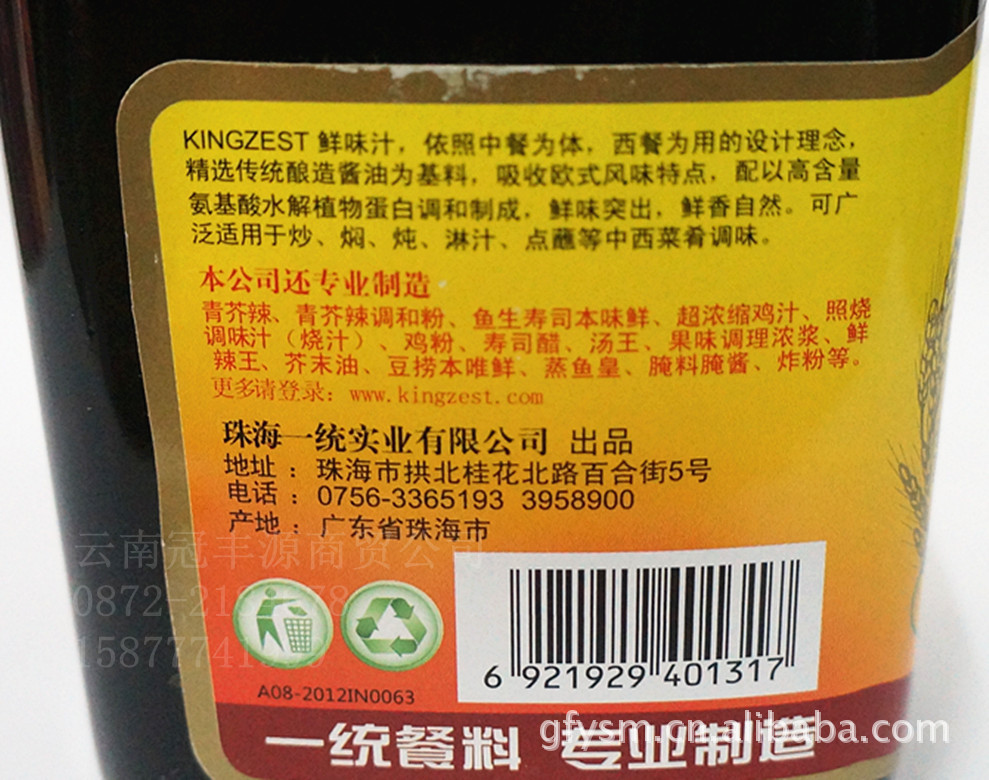 KINGZEST 鲜味汁，依照中餐为体，西餐为用的设计理念，
精选传统酿造酱油为基料，吸收欧式风味特点，配以高含量
氨基酸水解植物蛋白调和制成，鲜味突出，鲜香自然。可广
泛适用于炒、焖、炖、淋汁、点蘸等中西菜肴调味。
本公司还专业制造
青芥辣、青芥辣调和粉、鱼生寿司本味鲜、超浓缩鸡汁、照烧
调味汁（烧汁）、鸡粉、寿司醋、汤王、果味调理浓浆、鲜
辣王、芥末油、豆捞本唯鲜、蒸鱼皇、腌料腌酱、炸粉等。
更多请登录：www.kingzest.com
珠海一统实业有限公司 出品
地址：珠海市拱北桂花北路百合街5号
电话：0756-3365193 3958900
产地：广东省珠海市
云南冠丰源商贸公司
6 921929 401317
A08-2012IN0063
一统餐料 专业制造
gfysm.cn.alibaba.com